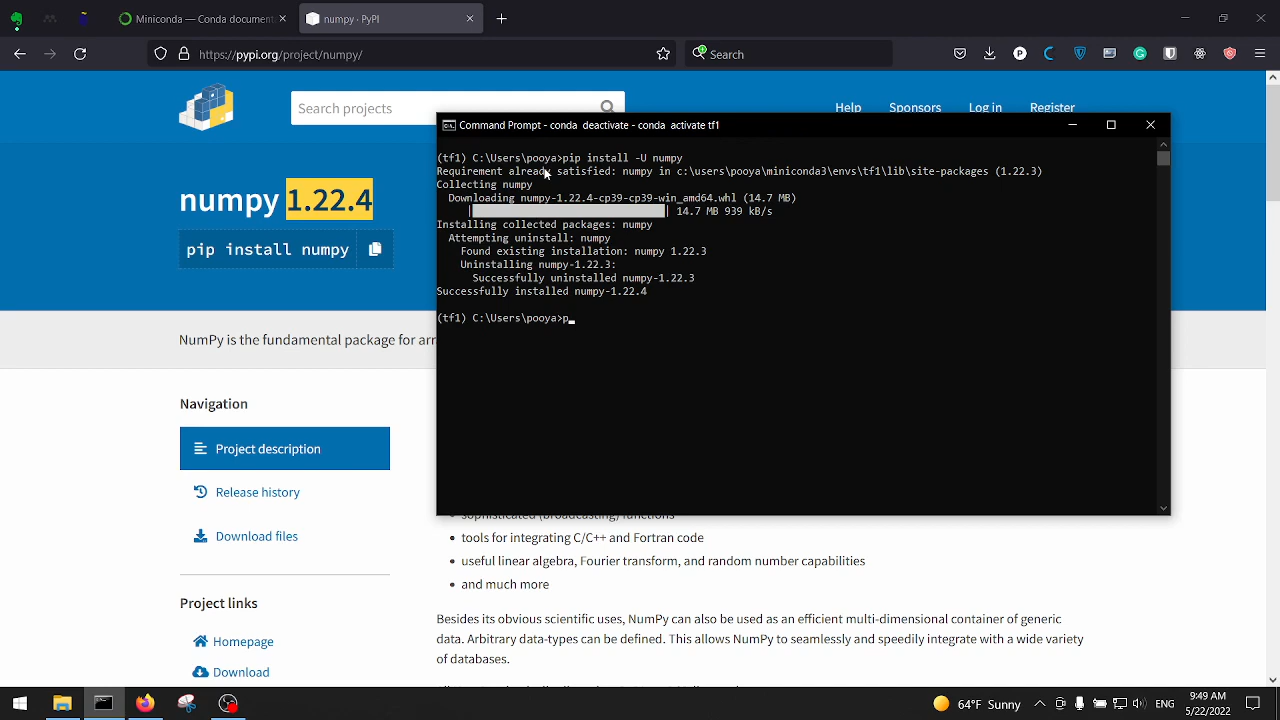 Miniconda — Conda document
numpy · PyPI
https://pypi.org/project/numpy/
Search
Search projects
Help
Sponsors
Log in
Register
numpy 1.22.4
pip install numpy
NumPy is the fundamental package for arr
Navigation
Project description
Release history
Download files
Project links
Homepage
Download
Command Prompt - conda  deactivate - conda  activate tf1
(tf1) C:\Users\pooya>pip install -U numpy
Requirement already satisfied: numpy in c:\users\pooya\miniconda3\envs\tf1\lib\site-packages (1.22.3)
Collecting numpy
Downloading numpy-1.22.4-cp39-cp39-win_amd64.whl (14.7 MB)
| | 14.7 MB 939 kB/s
Installing collected packages: numpy
Attempting uninstall: numpy
Found existing installation: numpy 1.22.3
Uninstalling numpy-1.22.3:
Successfully uninstalled numpy-1.22.3
Successfully installed numpy-1.22.4
(tf1) C:\Users\pooya>p_
sophisticated (broadcasting) functions
tools for integrating C/C++ and Fortran code
useful linear algebra, Fourier transform, and random number capabilities
and much more
Besides its obvious scientific uses, NumPy can also be used as an efficient multi-dimensional container of generic
data. Arbitrary data-types can be defined. This allows NumPy to seamlessly and speedily integrate with a wide variety
of databases.
64°F Sunny
ENG
9:49 AM
5/22/2022